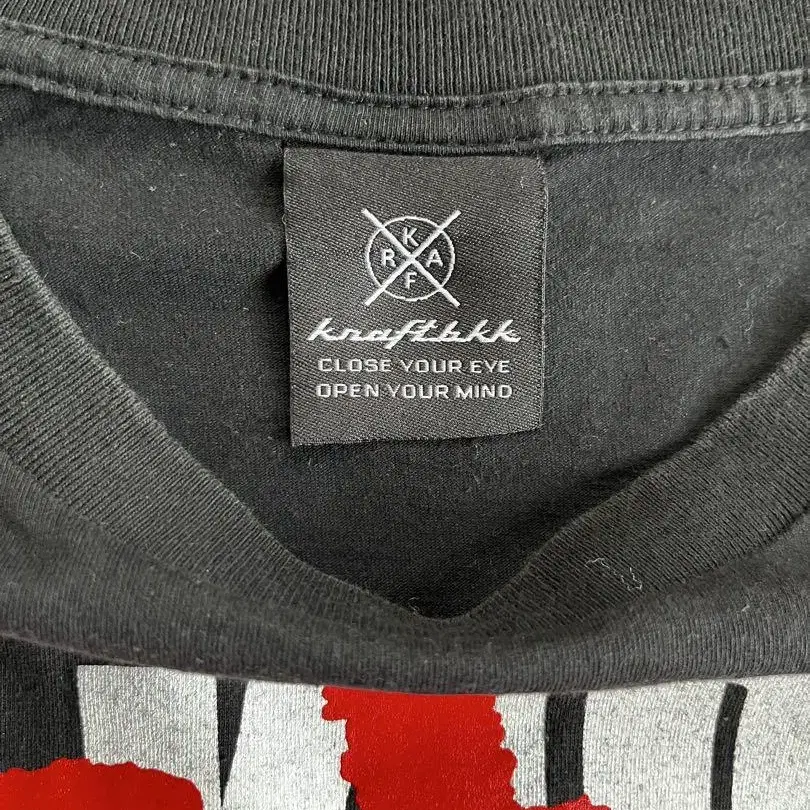 K
R A
F
kraftbkk
CLOSE YOUR EYE
OPEN YOUR MIND